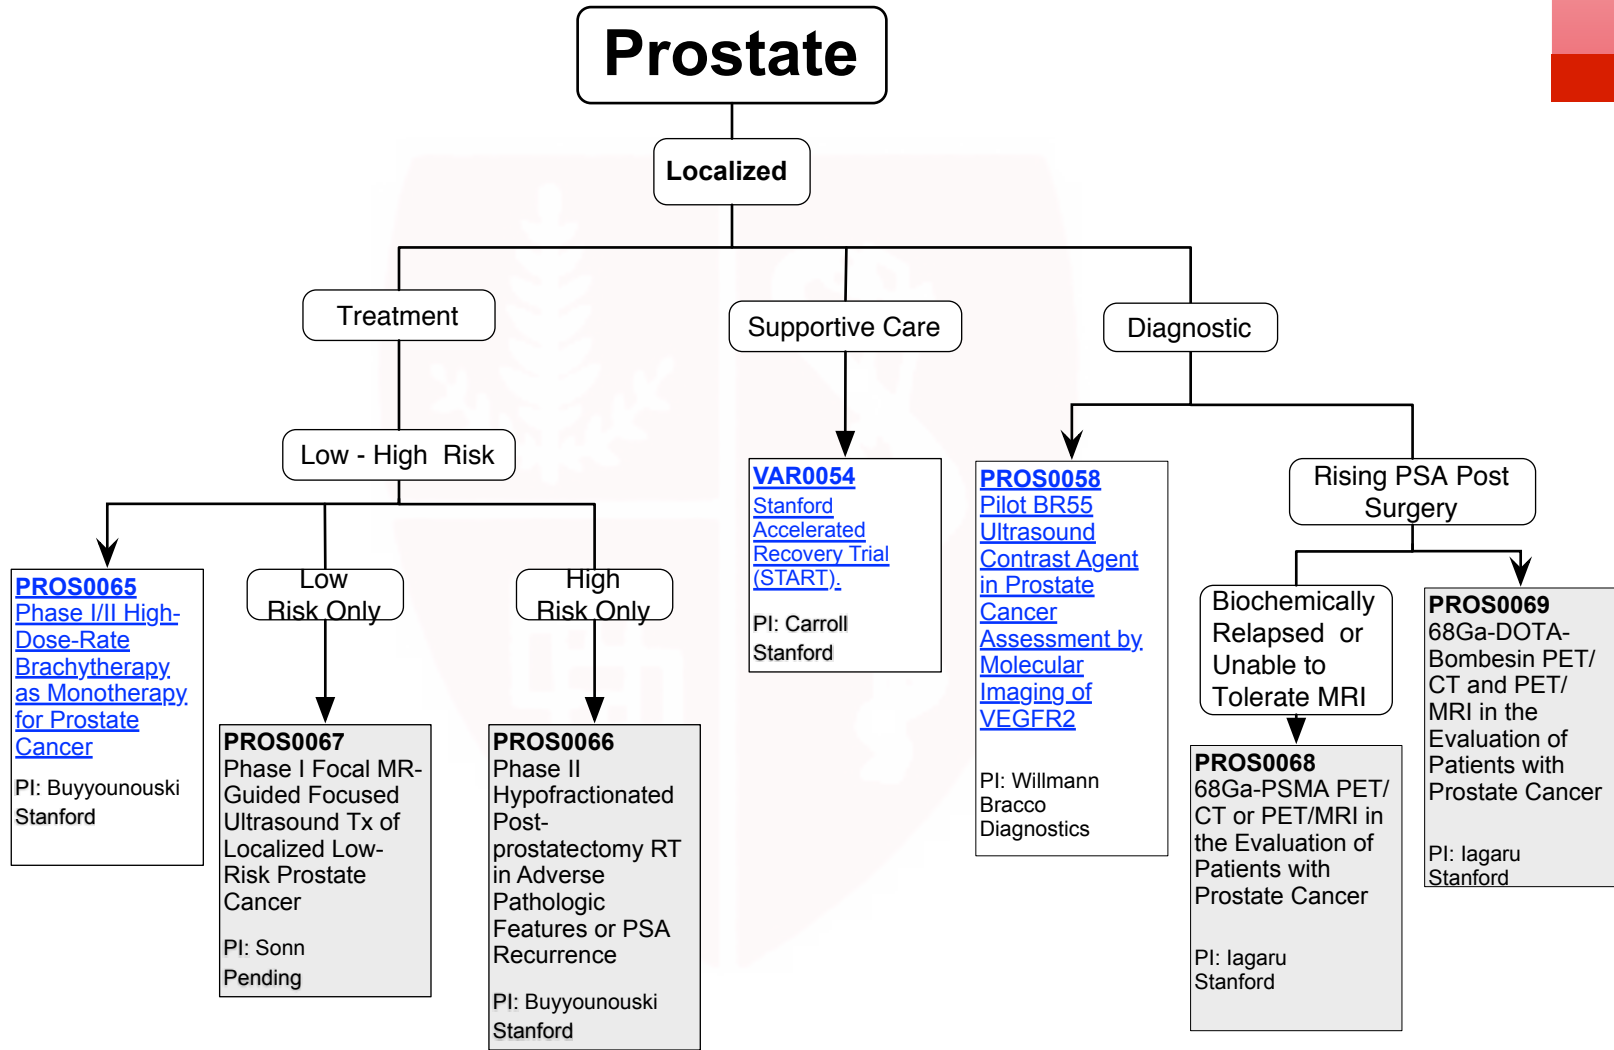 Prostate
Localized
Treatment
Supportive Care
Diagnostic
Low - High  Risk
Rising PSA Post
Surgery
Low
Risk Only
High
Risk Only
Biochemically
Relapsed  or
Unable to
Tolerate MRI
PROS0065
Phase I/II High-
Dose-Rate
Brachytherapy
as Monotherapy
for Prostate
Cancer
PI: Buyyounouski
Stanford
PROS0067
Phase I Focal MR-
Guided Focused
Ultrasound Tx of
Localized Low-
Risk Prostate
Cancer
PI: Sonn
Pending
PROS0066
Phase II
Hypofractionated
Post-
prostatectomy RT
in Adverse
Pathologic
Features or PSA
Recurrence
PI: Buyyounouski
Stanford
VAR0054
Stanford
Accelerated
Recovery Trial
(START).
PI: Carroll
Stanford
PROS0058
Pilot BR55
Ultrasound
Contrast Agent
in Prostate
Cancer
Assessment by
Molecular
Imaging of
VEGFR2
PI: Willmann
Bracco
Diagnostics
PROS0068
68Ga-PSMA PET/
CT or PET/MRI in
the Evaluation of
Patients with
Prostate Cancer
PI: Iagaru
Stanford
PROS0069
68Ga-DOTA-
Bombesin PET/
CT and PET/
MRI in the
Evaluation of
Patients with
Prostate Cancer
PI: Iagaru
Stanford